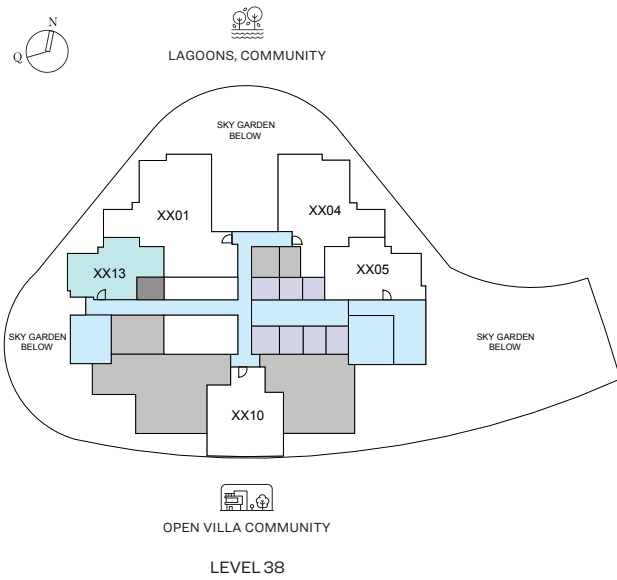 N
Q
LAGOONS, COMMUNITY
SKY GARDEN
BELOW
XX01
XX04
XX13
XX05
SKY GARDEN
BELOW
SKY GARDEN
BELOW
XX10
OPEN VILLA COMMUNITY
LEVEL 38